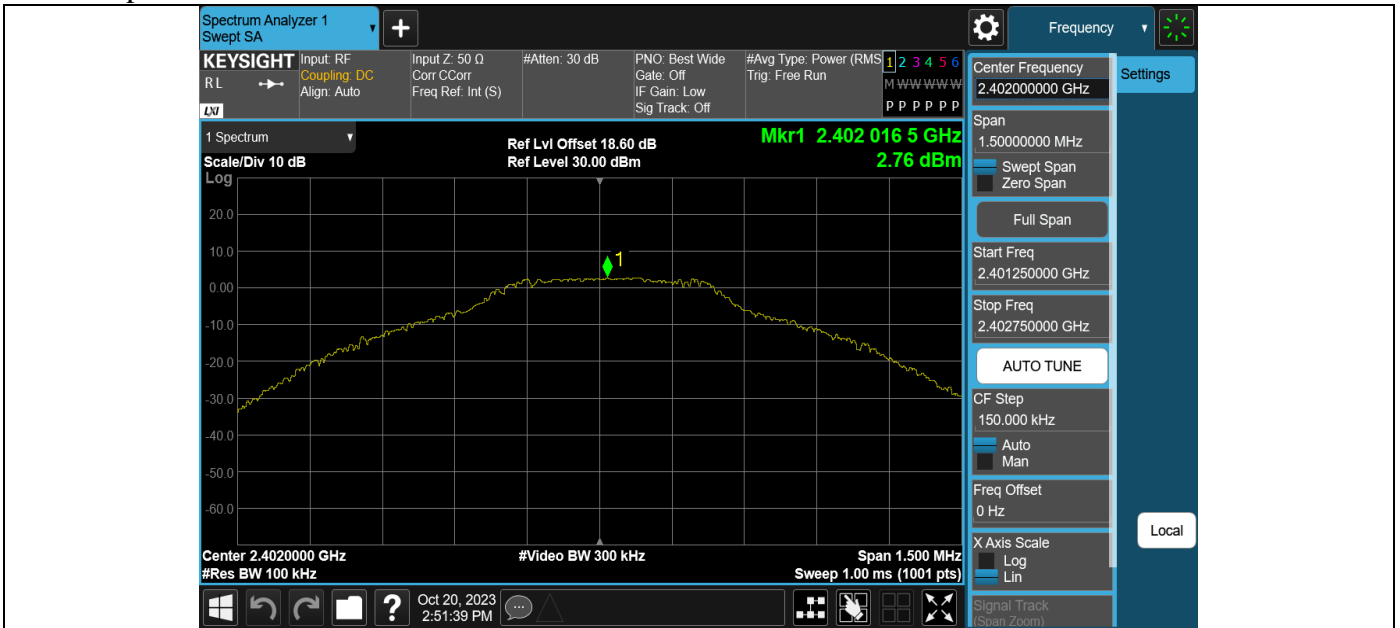 Spectrum Analyzer 1
Swept SA
+
Frequency
KEYSIGHT
RL
LXI
Input: RF
Coupling: DC
Align: Auto
Input Z: 50 Ω
Corr CCorr
Freq Ref: Int (S)
#Atten: 30 dB
PNO: Best Wide
Gate: Off
IF Gain: Low
Sig Track: Off
#Avg Type: Power (RMS
Trig: Free Run
1 2 3 4 5 6
M W W W W W
P P P P P P
Center Frequency
2.402000000 GHz
Settings
Span
1.50000000 MHz
Swept Span
Zero Span
Full Span
Start Freq
2.401250000 GHz
Stop Freq
2.402750000 GHz
AUTO TUNE
CF Step
150.000 kHz
Auto
Man
Freq Offset
0 Hz
X Axis Scale
Log
Lin
Signal Track
(Span Zoom)
Local
1 Spectrum
Scale/Div 10 dB
Log
Ref Lvl Offset 18.60 dB
Ref Level 30.00 dBm
Mkr1 2.402 016 5 GHz
2.76 dBm
20.0
10.0
0.00
-10.0
-20.0
-30.0
-40.0
-50.0
-60.0
1
Center 2.4020000 GHz
#Res BW 100 kHz
#Video BW 300 kHz
Span 1.500 MHz
Sweep 1.00 ms (1001 pts)
?
Oct 20, 2023
2:51:39 PM